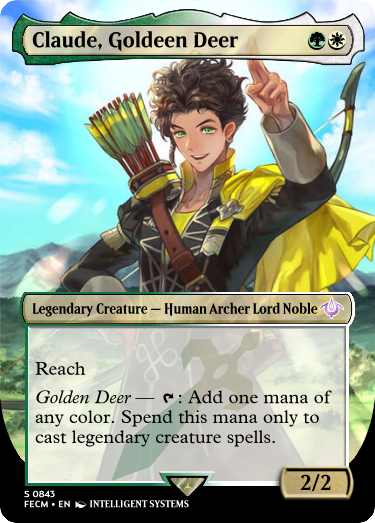 Claude, Goldeen Deer
Legendary Creature — Human Archer Lord Noble
Reach
Golden Deer — : Add one mana of
any color. Spend this mana only to
cast legendary creature spells.
2/2
S 0843
FECM • EN INTELLIGENT SYSTEMS